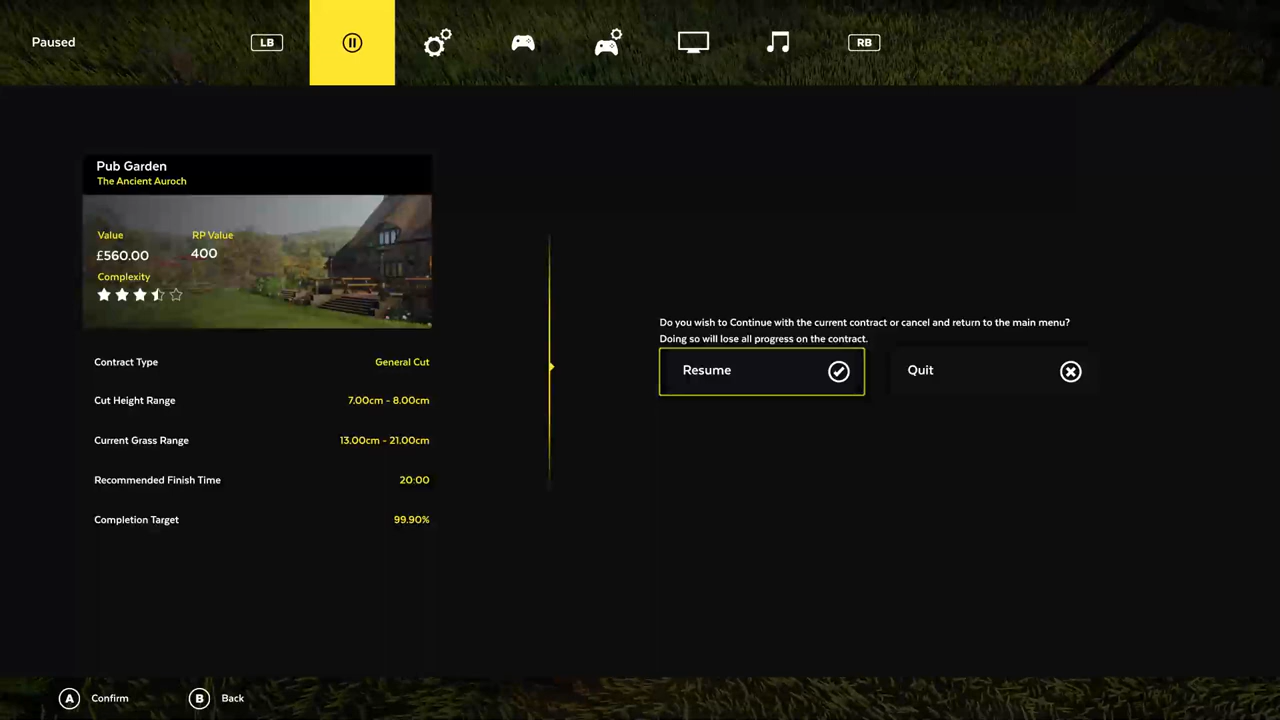 Paused
LB
RB
Pub Garden
The Ancient Auroch
Value
RP Value
£560.00
400
Complexity
Contract Type
General Cut
Cut Height Range
7.00cm - 8.00cm
Current Grass Range
13.00cm - 21.00cm
Recommended Finish Time
20:00
Completion Target
99.90%
Do you wish to Continue with the current contract or cancel and return to the main menu?
Doing so will lose all progress on the contract.
Resume
Quit
A Confirm
B Back